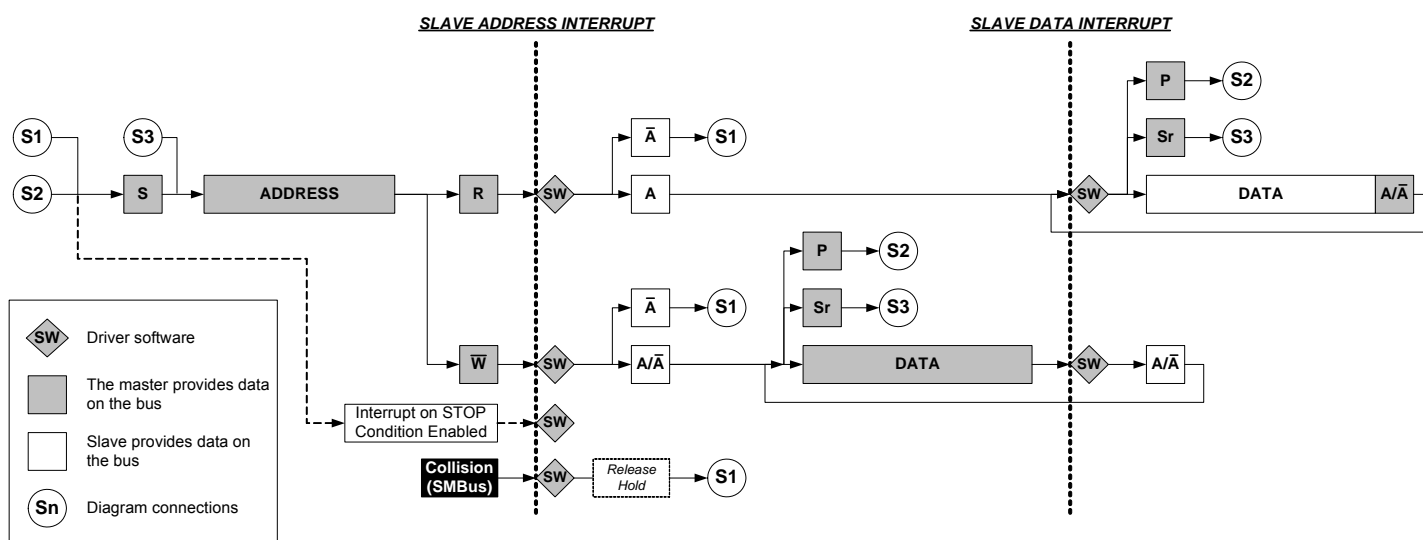 SLAVE ADDRESS INTERRUPT
SLAVE DATA INTERRUPT
P
S2
S1
S3
A̅
S1
Sr
S3
S2
S
ADDRESS
R
SW
A
SW
DATA
A/A̅
P
S2
A̅
S1
Sr
S3
W̅
SW
A/A̅
DATA
SW
A/A̅
Interrupt on STOP
Condition Enabled
SW
Collision
(SMBus)
SW
Release
Hold
S1
SW
Driver software
The master provides data
on the bus
Slave provides data on
the bus
Sn
Diagram connections